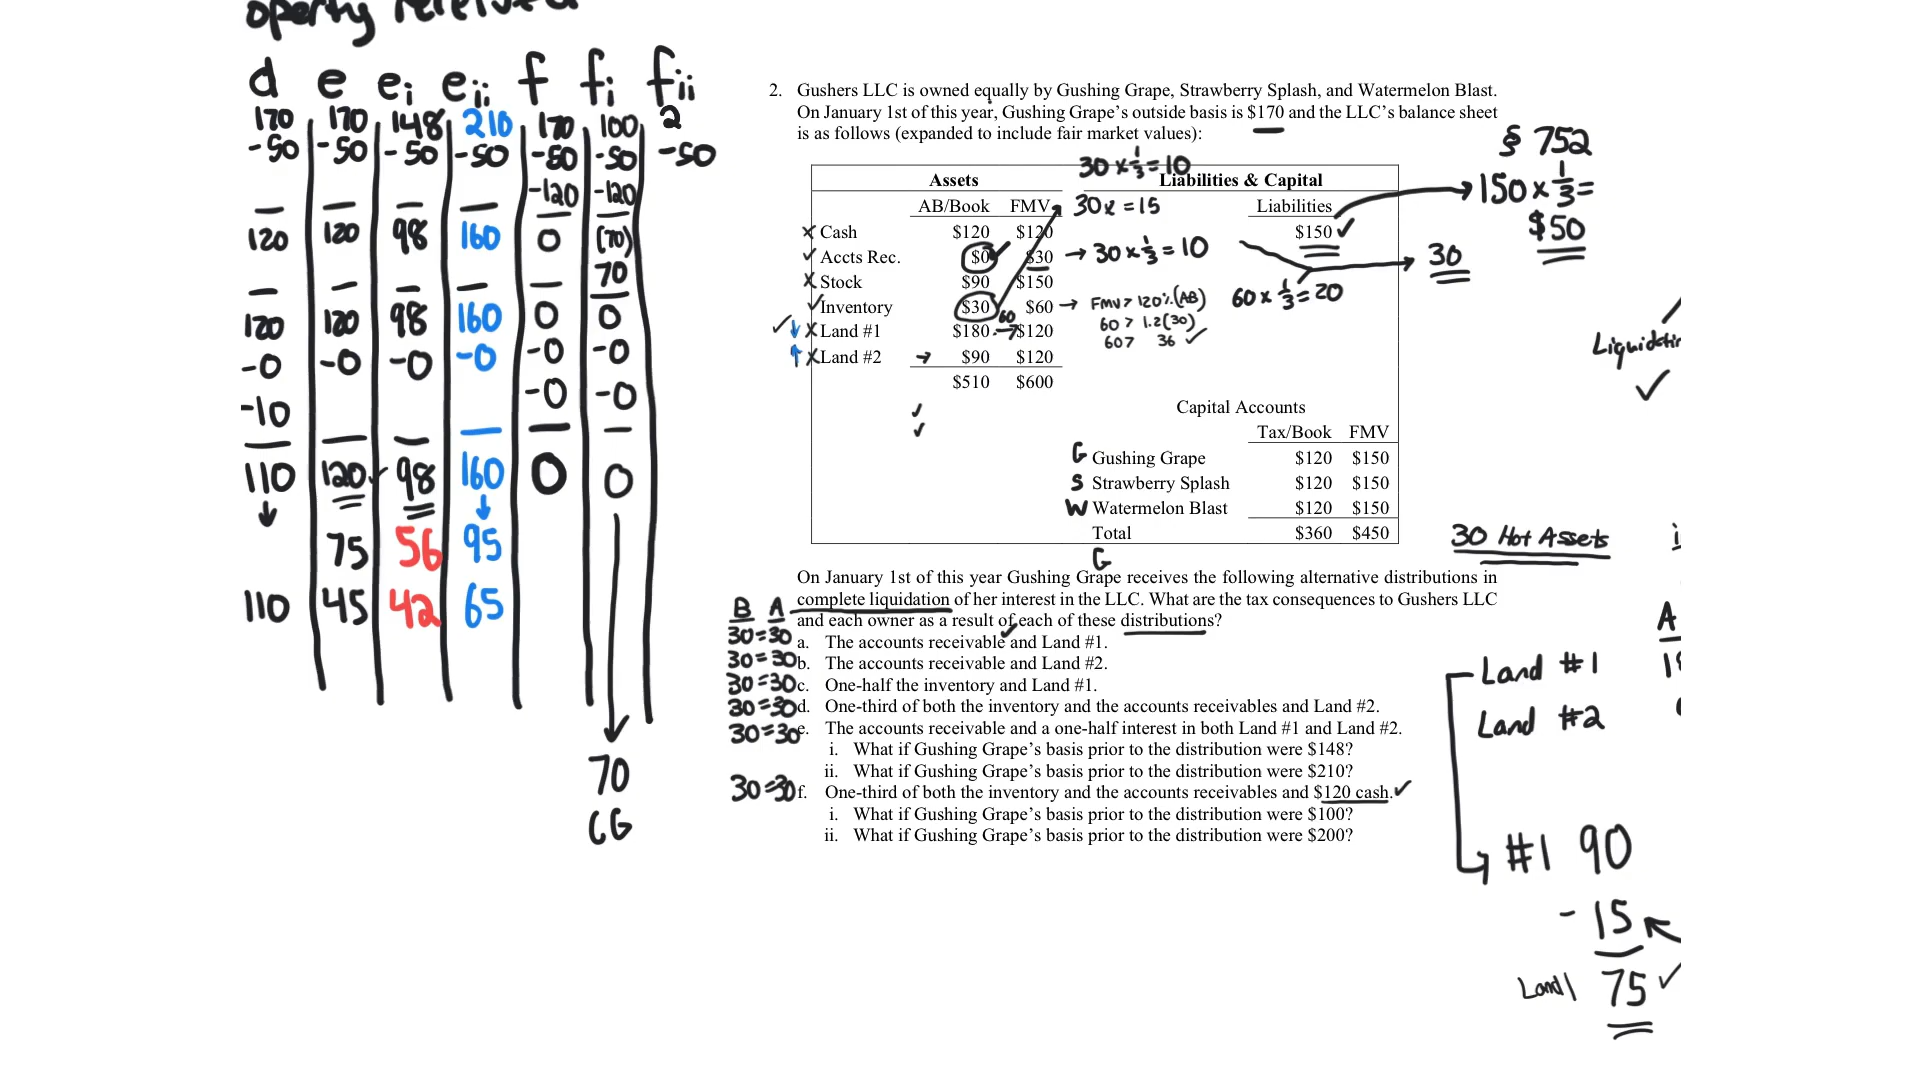 operty received
d e ei eii f fi fii
170 170 148 210 170 100 2
-50 -50 -50 -50 -50 -50 -50
-120 -120
120 120 98 160 0 (70)
70
120 120 98 160 0 0
-0 -0 -0 -0 -0 -0
-10 -0 -0
110 120 98 160 0 0
75 56 95
110 45 42 65
70
CG
2. Gushers LLC is owned equally by Gushing Grape, Strawberry Splash, and Watermelon Blast.
On January 1st of this year, Gushing Grape's outside basis is $170 and the LLC's balance sheet
is as follows (expanded to include fair market values):
30 x 1/3 = 10
Assets Liabilities & Capital
AB/Book FMV 30x = 15 Liabilities
Cash $120 $120 $150 ✓
Accts Rec. $0 $30 → 30 x 1/3 = 10
Stock $90 $150
Inventory $30 $60 → FMV > 120% (AB) 60 x 1/3 = 20
60
Land #1 $180 → $120 60 > 1.2(30)
60 > 36 ✓
Land #2 → $90 $120
$510 $600
§ 752
150 x 1/3 =
$50
30
Capital Accounts
Tax/Book FMV
G Gushing Grape $120 $150
S Strawberry Splash $120 $150
W Watermelon Blast $120 $150
Total $360 $450
G
On January 1st of this year Gushing Grape receives the following alternative distributions in
complete liquidation of her interest in the LLC. What are the tax consequences to Gushers LLC
and each owner as a result of each of these distributions?
B A
30=30 a. The accounts receivable and Land #1.
30=30 b. The accounts receivable and Land #2.
30=30 c. One-half the inventory and Land #1.
30=30 d. One-third of both the inventory and the accounts receivables and Land #2.
30=30 e. The accounts receivable and a one-half interest in both Land #1 and Land #2.
i. What if Gushing Grape's basis prior to the distribution were $148?
ii. What if Gushing Grape's basis prior to the distribution were $210?
30=30 f. One-third of both the inventory and the accounts receivables and $120 cash. ✓
i. What if Gushing Grape's basis prior to the distribution were $100?
ii. What if Gushing Grape's basis prior to the distribution were $200?
✓
30 Hot Assets
A
Land #1
Land #2
#1 90
-15
Land 1 75 ✓